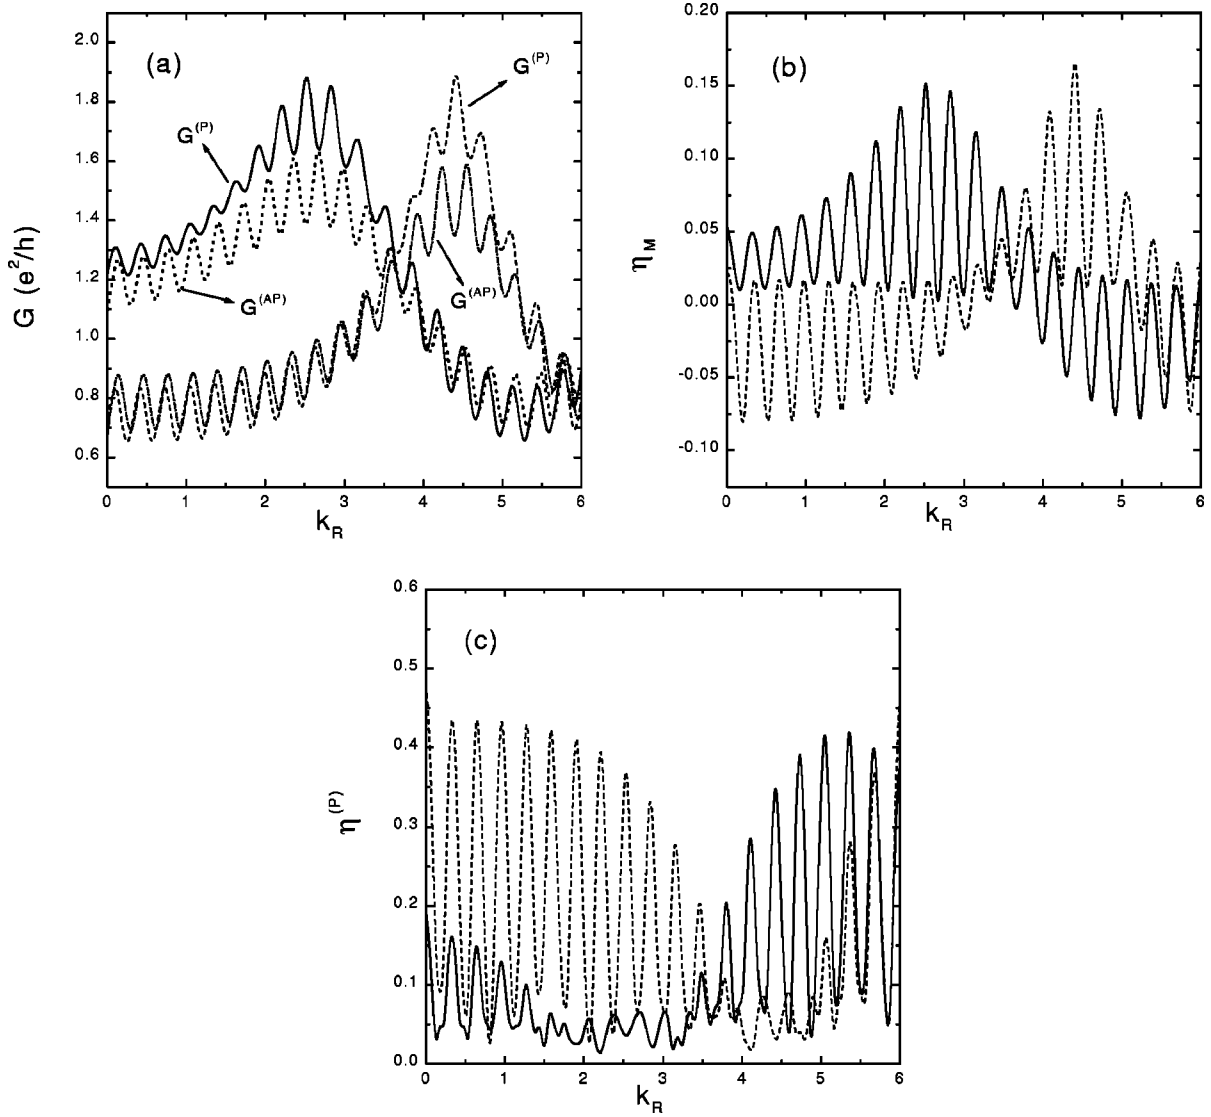 (a)
G (e²/h)
2.0
1.8
1.6
1.4
1.2
1.0
0.8
0.6
G^(P)
G^(P)
G^(AP)
G^(AP)
0 1 2 3 4 5 6
k_R
(b)
η_M
0.20
0.15
0.10
0.05
0.00
-0.05
-0.10
0 1 2 3 4 5 6
k_R
(c)
η^(P)
0.6
0.5
0.4
0.3
0.2
0.1
0.0
0 1 2 3 4 5 6
k_R